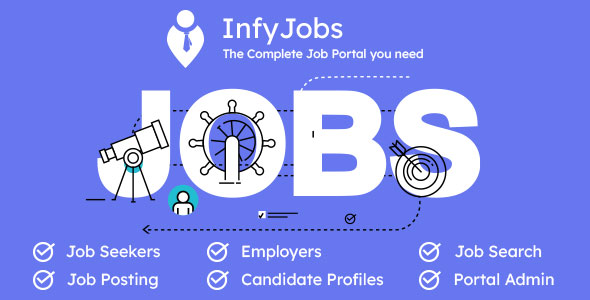 InfyJobs
The Complete Job Portal you need
JOBS
Job Seekers Employers Job Search
Job Posting Candidate Profiles Portal Admin